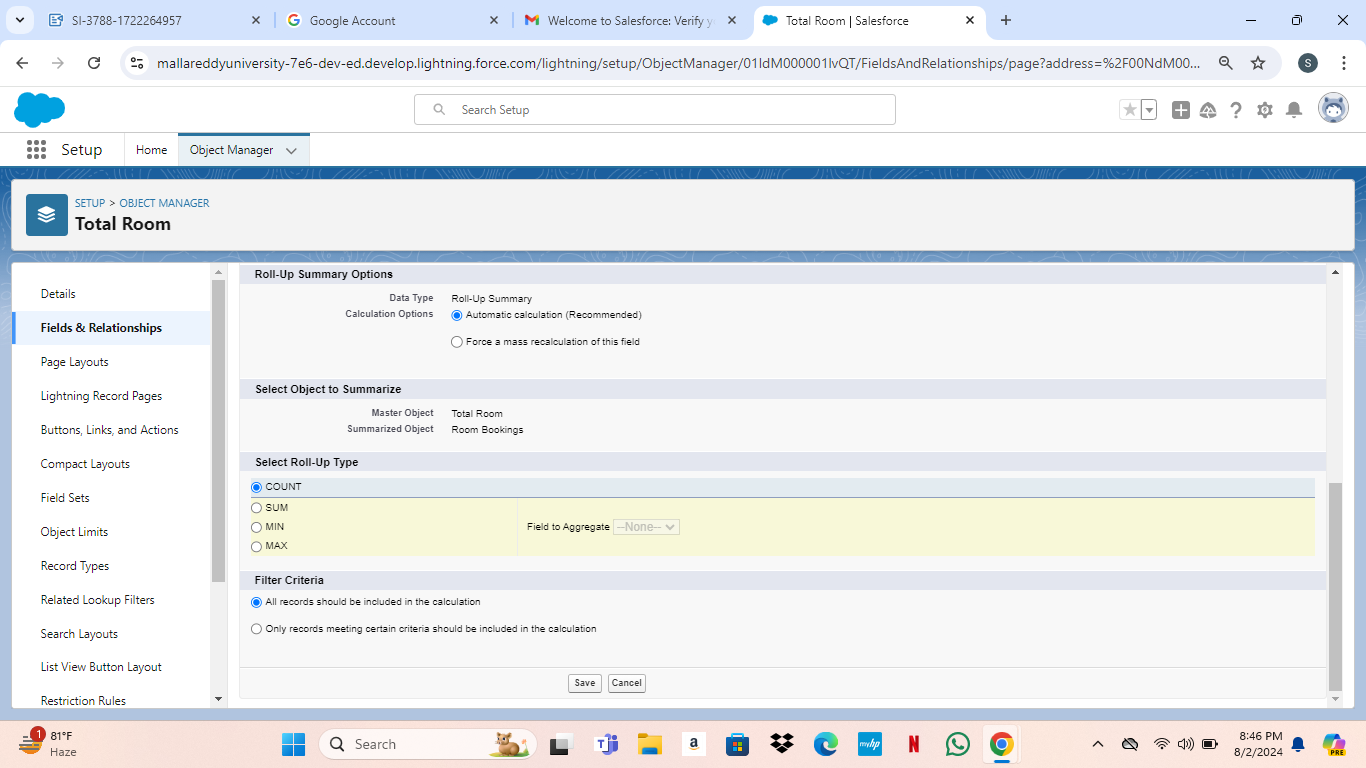 SI-3788-1722264957
Google Account
Welcome to Salesforce: Verify y
Total Room | Salesforce
mallareddyuniversity-7e6-dev-ed.develop.lightning.force.com/lightning/setup/ObjectManager/01IdM000001lvQT/FieldsAndRelationships/page?address=%2F00NdM00...
S
Search Setup
Setup
Home
Object Manager
SETUP > OBJECT MANAGER
Total Room
Details
Fields & Relationships
Page Layouts
Lightning Record Pages
Buttons, Links, and Actions
Compact Layouts
Field Sets
Object Limits
Record Types
Related Lookup Filters
Search Layouts
List View Button Layout
Restriction Rules
Roll-Up Summary Options
Data Type Roll-Up Summary
Calculation Options Automatic calculation (Recommended)
Force a mass recalculation of this field
Select Object to Summarize
Master Object Total Room
Summarized Object Room Bookings
Select Roll-Up Type
COUNT
SUM
MIN
MAX
Field to Aggregate --None--
Filter Criteria
All records should be included in the calculation
Only records meeting certain criteria should be included in the calculation
Save Cancel
1
81°F
Haze
Search
a
myhp
N
8:46 PM
8/2/2024
PRE